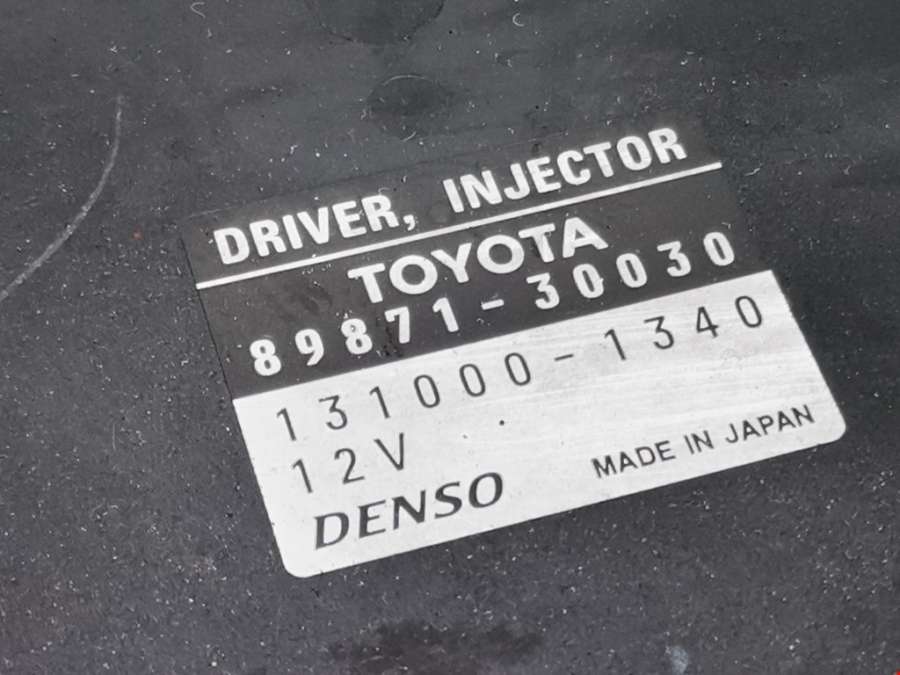 DRIVER, INJECTOR
TOYOTA
89871-30030
131000-1340
12V
DENSO
MADE IN JAPAN